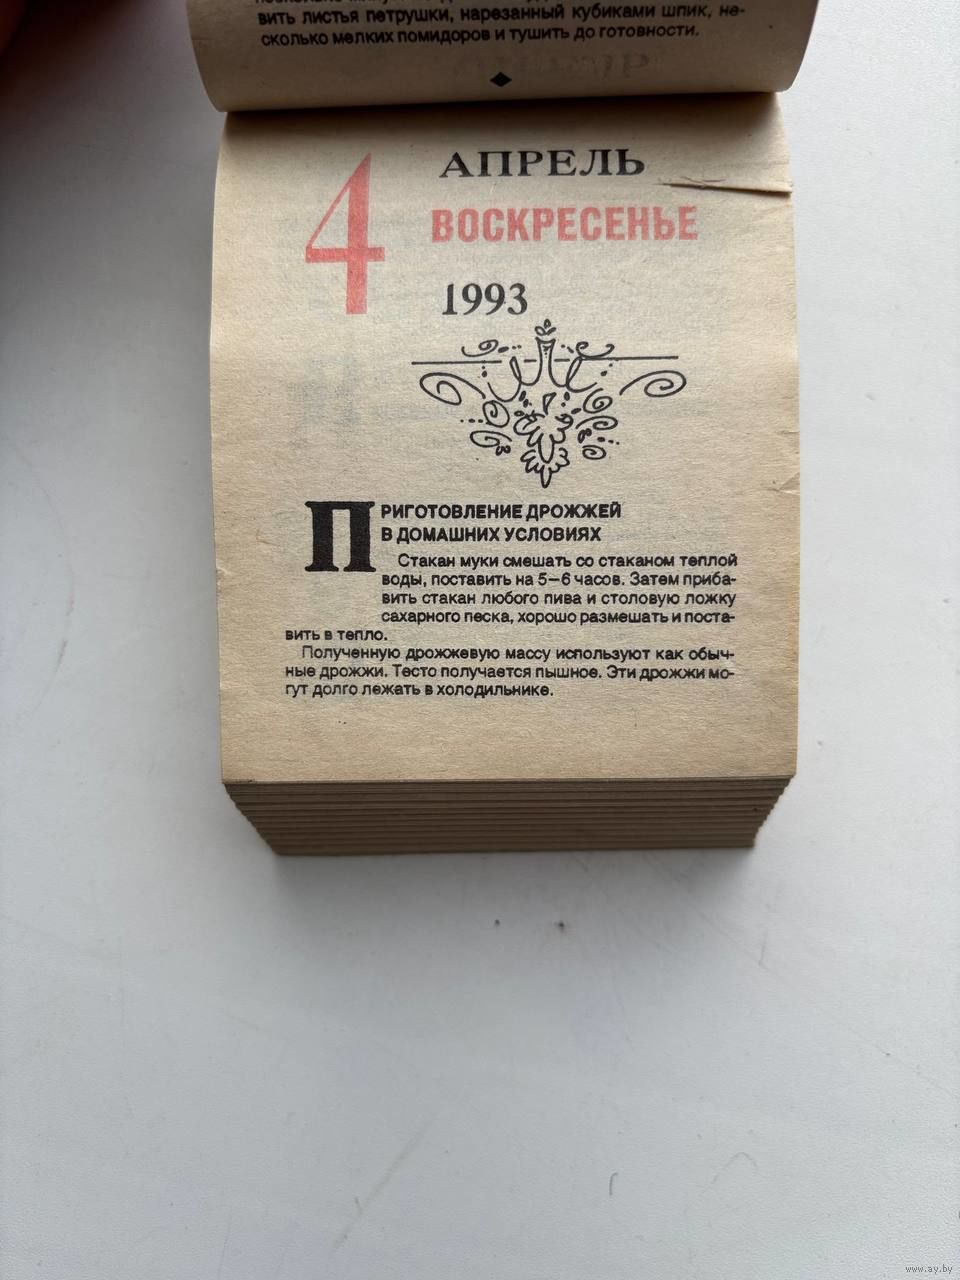 вить листья петрушки, нарезанный кубиками шпик, не-
сколько мелких помидоров и тушить до готовности.
4
АПРЕЛЬ
ВОСКРЕСЕНЬЕ
1993
ПРИГОТОВЛЕНИЕ ДРОЖЖЕЙ
В ДОМАШНИХ УСЛОВИЯХ
Стакан муки смешать со стаканом теплой
воды, поставить на 5—6 часов. Затем приба-
вить стакан любого пива и столовую ложку
сахарного песка, хорошо размешать и поста-
вить в тепло.
Полученную дрожжевую массу используют как обыч-
ные дрожжи. Тесто получается пышное. Эти дрожжи мо-
гут долго лежать в холодильнике.
www.ay.by